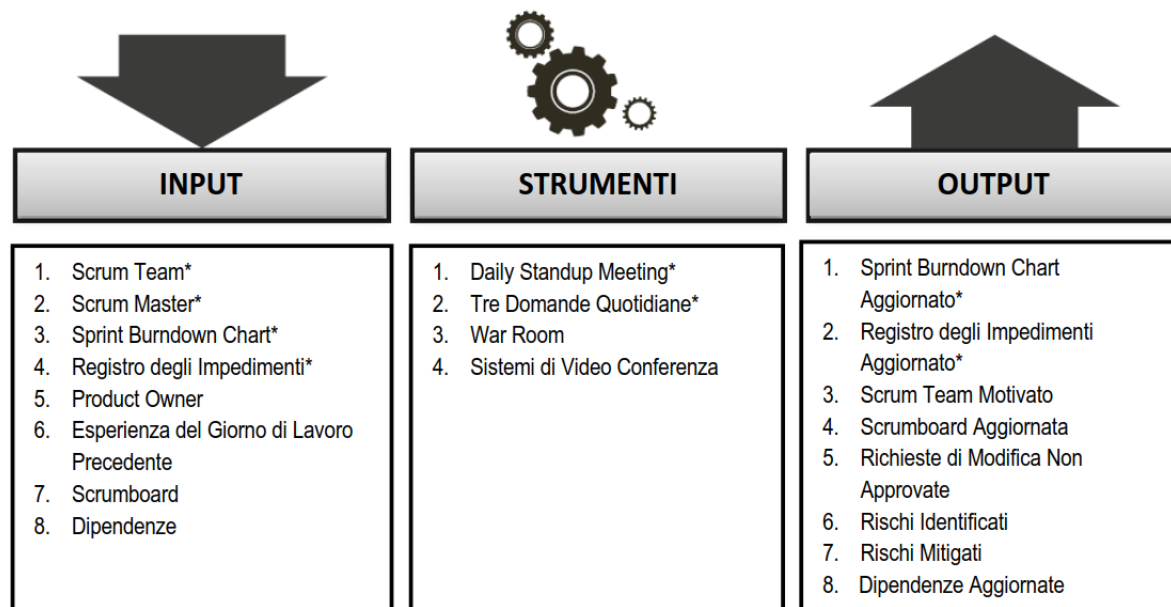 INPUT
1. Scrum Team*
2. Scrum Master*
3. Sprint Burndown Chart*
4. Registro degli Impedimenti*
5. Product Owner
6. Esperienza del Giorno di Lavoro
Precedente
7. Scrumboard
8. Dipendenze
STRUMENTI
1. Daily Standup Meeting*
2. Tre Domande Quotidiane*
3. War Room
4. Sistemi di Video Conferenza
OUTPUT
1. Sprint Burndown Chart
Aggiornato*
2. Registro degli Impedimenti
Aggiornato*
3. Scrum Team Motivato
4. Scrumboard Aggiornata
5. Richieste di Modifica Non
Approvate
6. Rischi Identificati
7. Rischi Mitigati
8. Dipendenze Aggiornate